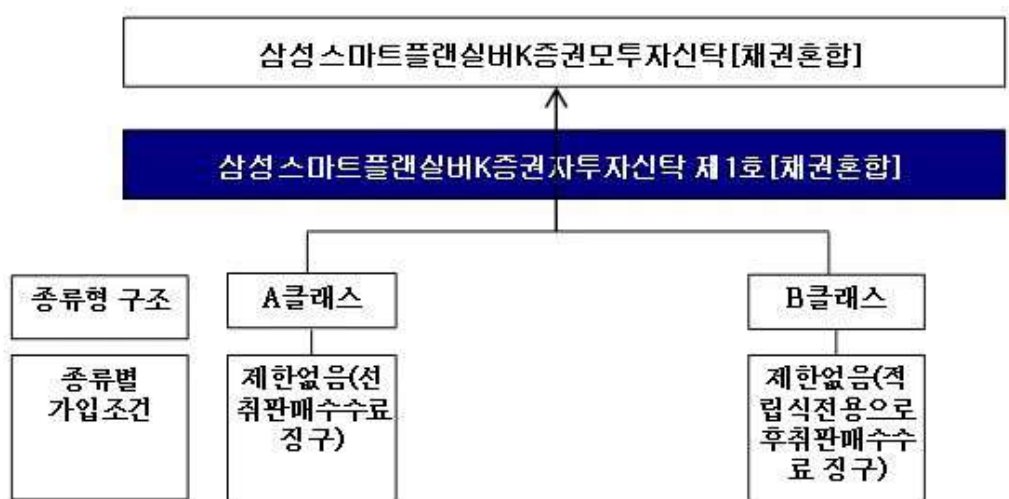 삼성스마트플랜실버K증권모투자신탁[채권혼합]
삼성스마트플랜실버K증권자투자신탁 제1호[채권혼합]
종류형 구조
A클래스
B클래스
종류별
가입조건
제한없음(선
취판매수수료
징구)
제한없음(적
립식전용으로
후취판매수수
료 징구)